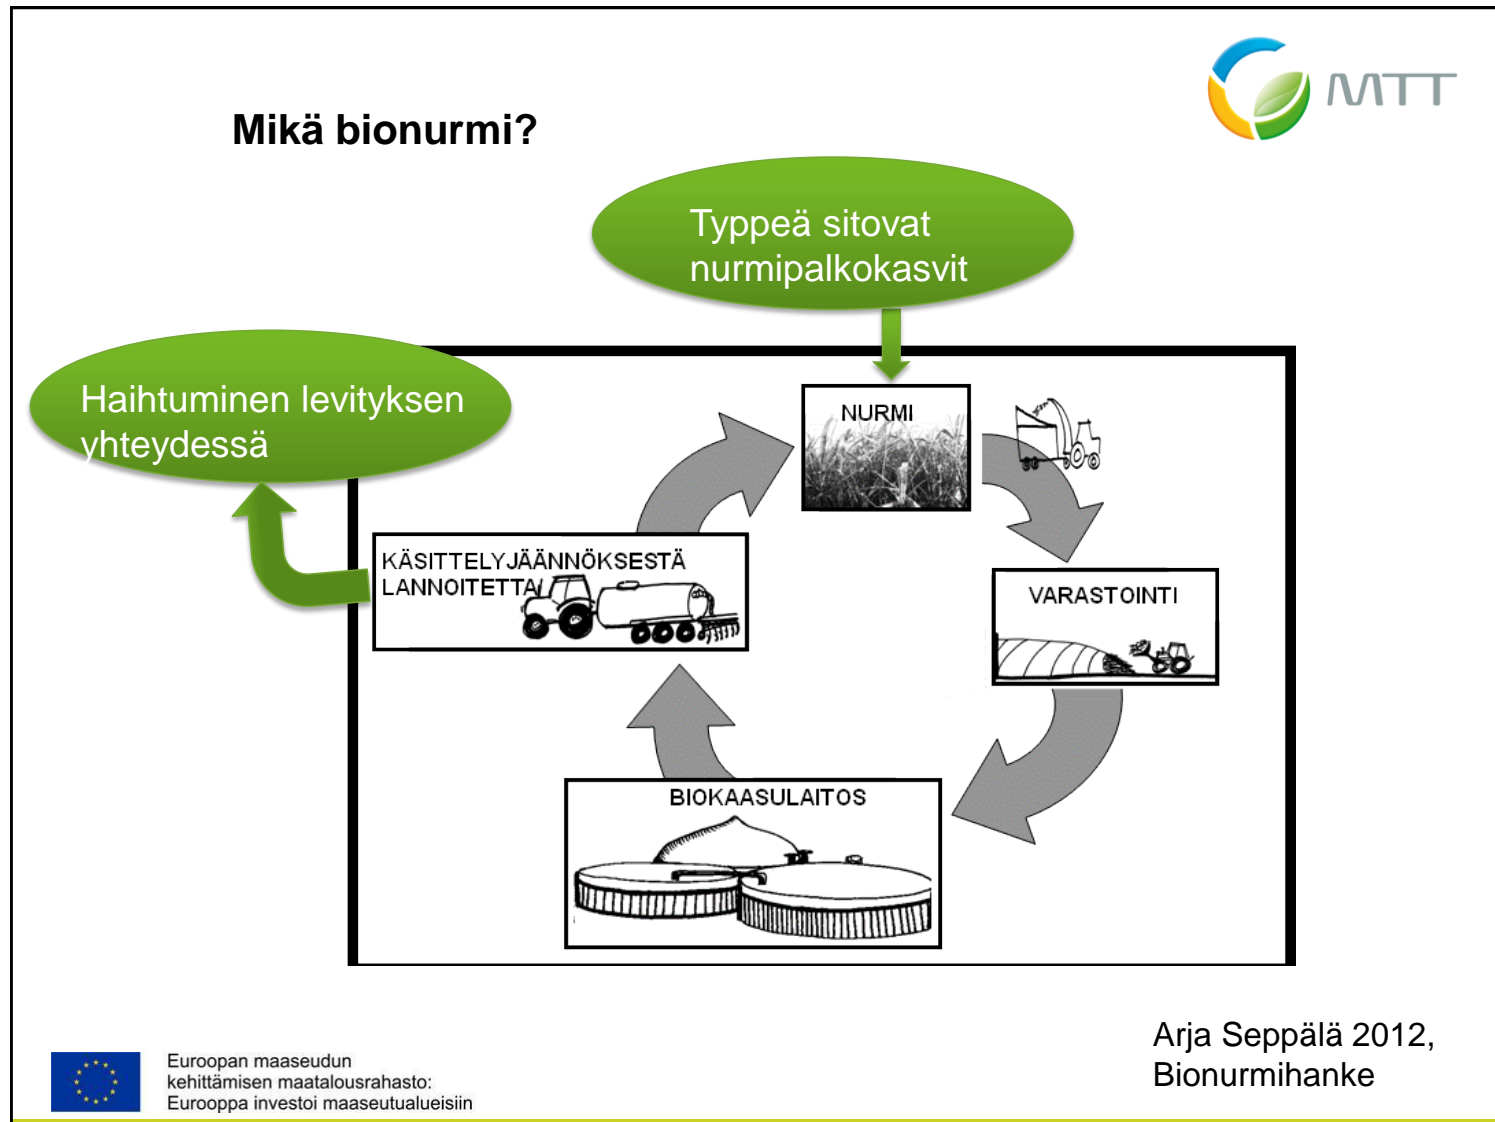 MTT
Mikä bionurmi?
Typpeä sitovat
nurmipalkokasvit
Haihtuminen levityksen
yhteydessä
NURMI
KÄSITTELYJÄÄNNÖKSESTÄ
LANNOITETTA
VARASTOINTI
BIOKAASULAITOS
Arja Seppälä 2012,
Bionurmihanke
Euroopan maaseudun
kehittämisen maatalousrahasto:
Eurooppa investoi maaseutualueisiin